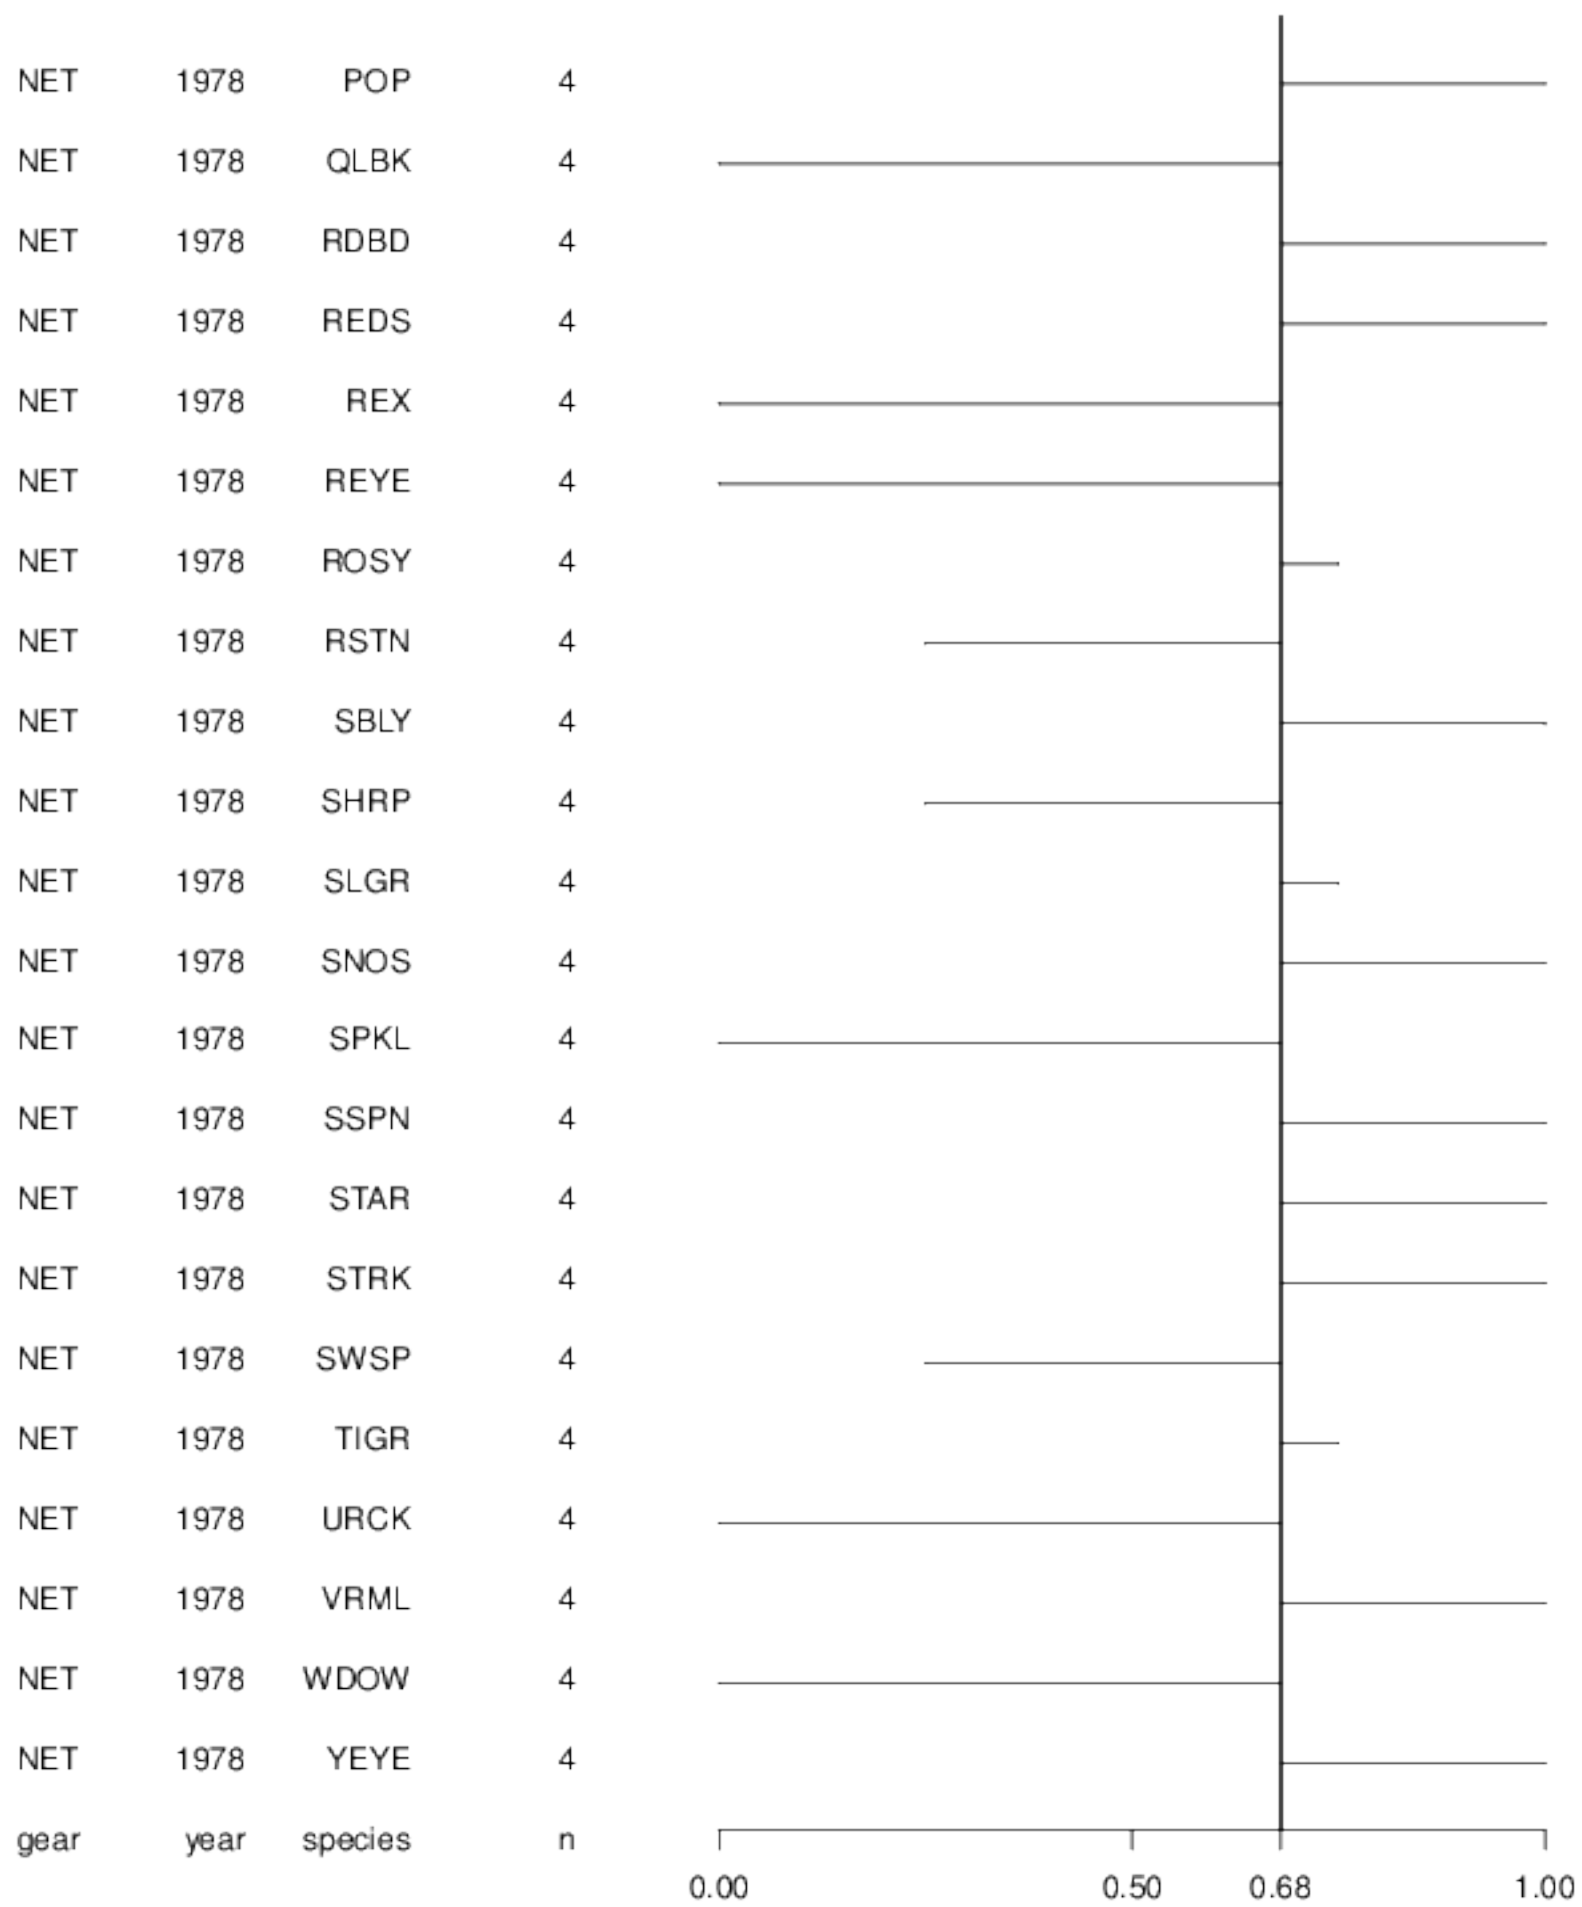 NET 1978 POP 4
NET 1978 QLBK 4
NET 1978 RDBD 4
NET 1978 REDS 4
NET 1978 REX 4
NET 1978 REYE 4
NET 1978 ROSY 4
NET 1978 RSTN 4
NET 1978 SBLY 4
NET 1978 SHRP 4
NET 1978 SLGR 4
NET 1978 SNOS 4
NET 1978 SPKL 4
NET 1978 SSPN 4
NET 1978 STAR 4
NET 1978 STRK 4
NET 1978 SWSP 4
NET 1978 TIGR 4
NET 1978 URCK 4
NET 1978 VRML 4
NET 1978 WDOW 4
NET 1978 YEYE 4
gear year species n
0.00 0.50 0.68 1.00